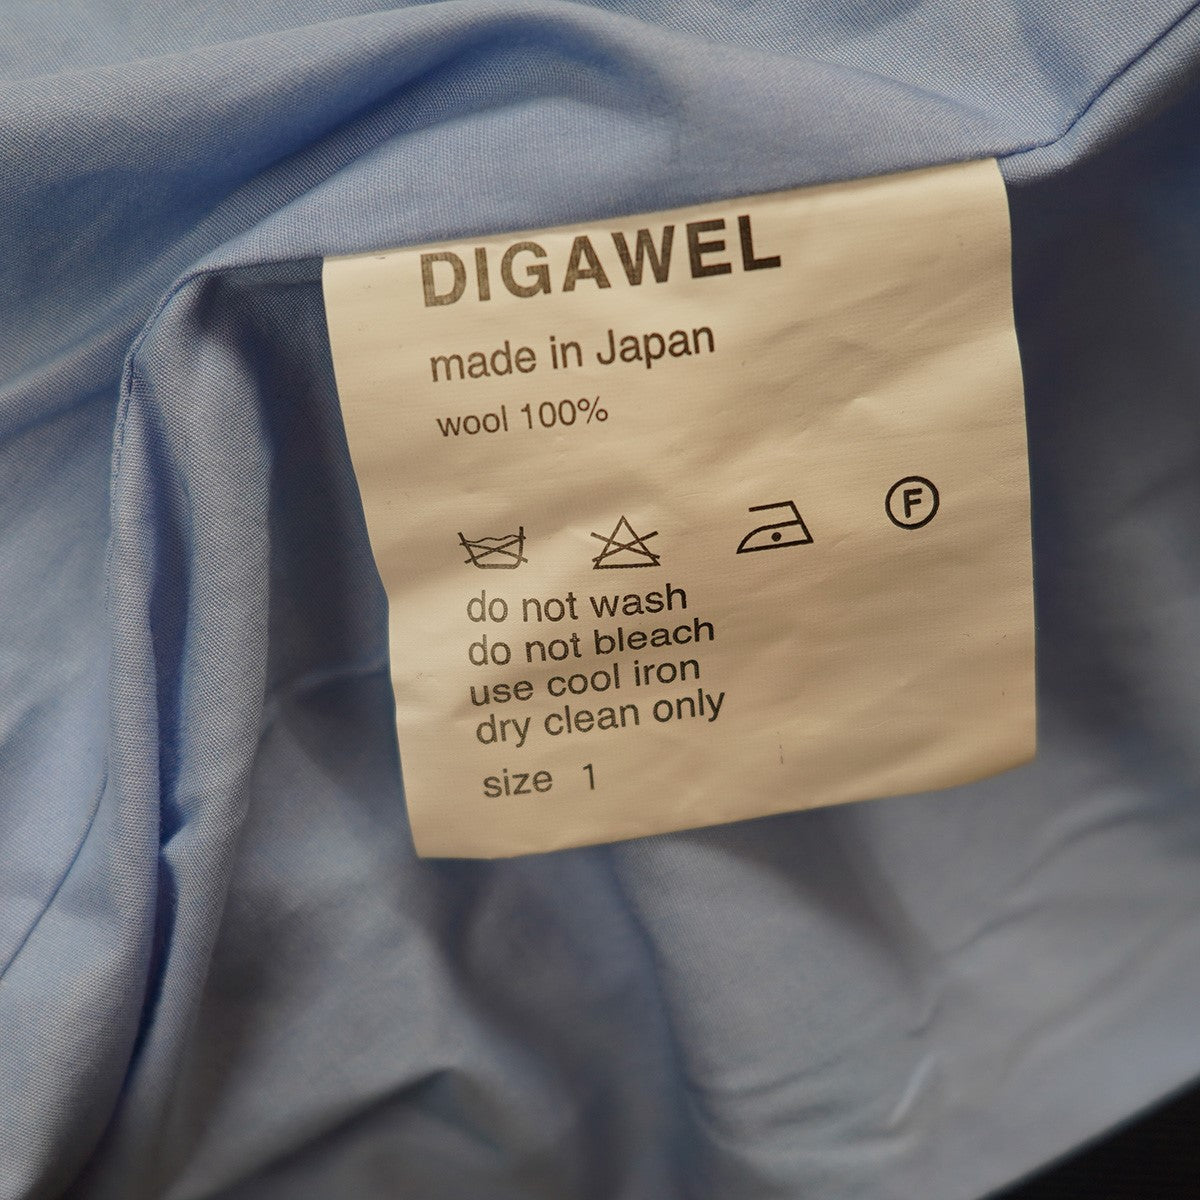 DIGAWEL
made in Japan
wool 100%
F
do not wash
do not bleach
use cool iron
dry clean only
size 1